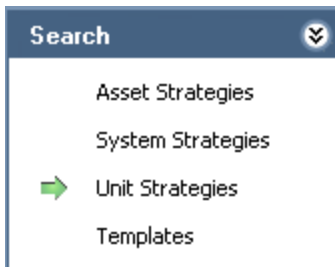 Search
Asset Strategies
System Strategies
Unit Strategies
Templates